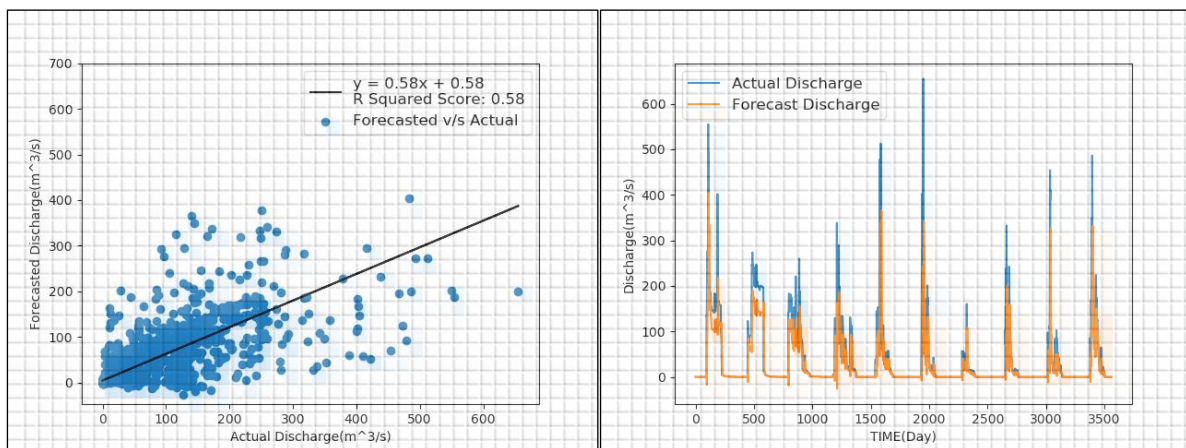 700
600
500
400
300
200
100
0
Forecasted Discharge(m^3/s)
y = 0.58x + 0.58
R Squared Score: 0.58
Forecasted v/s Actual
0 100 200 300 400 500 600
Actual Discharge(m^3/s)
600
500
400
300
200
100
0
Discharge(m^3/s)
Actual Discharge
Forecast Discharge
0 500 1000 1500 2000 2500 3000 3500
TIME(Day)